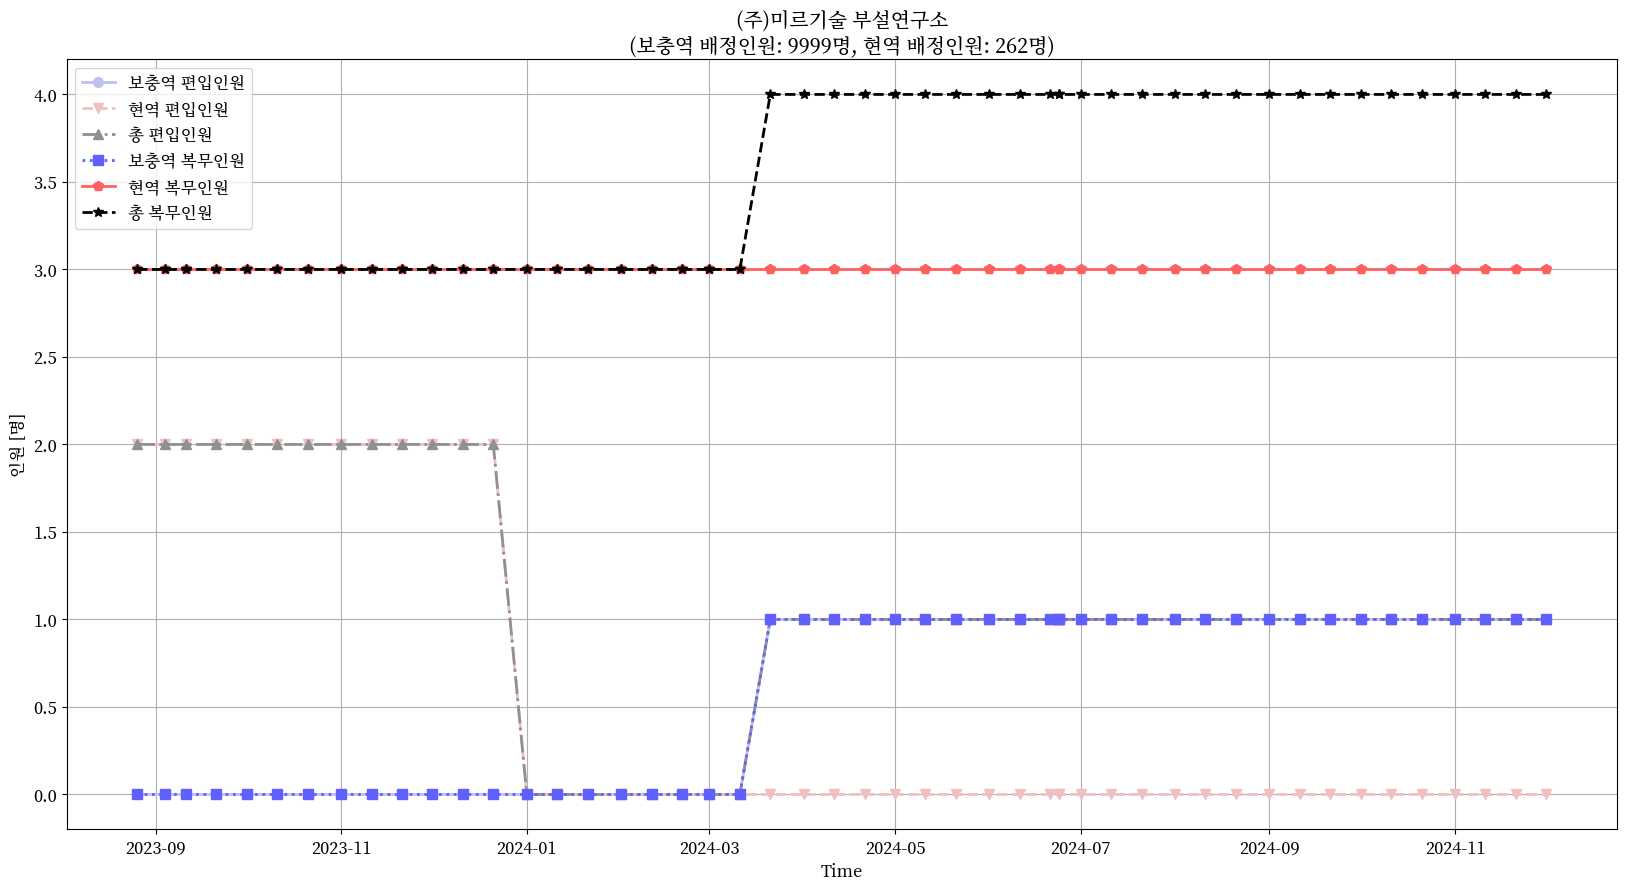 (주)미르기술 부설연구소
(보충역 배정인원: 9999명, 현역 배정인원: 262명)
보충역 편입인원
현역 편입인원
총 편입인원
보충역 복무인원
현역 복무인원
총 복무인원
4.0
3.5
3.0
2.5
2.0
1.5
1.0
0.5
0.0
인원 [명]
2023-09
2023-11
2024-01
2024-03
2024-05
2024-07
2024-09
2024-11
Time